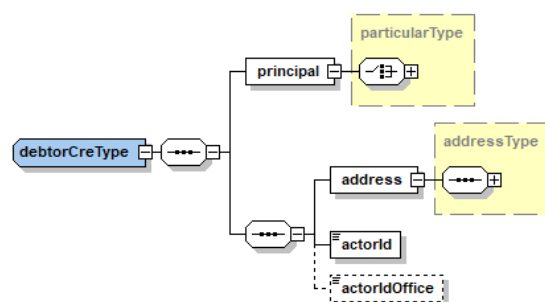 particularType
principal
debtorCreType
addressType
address
actorId
actorIdOffice